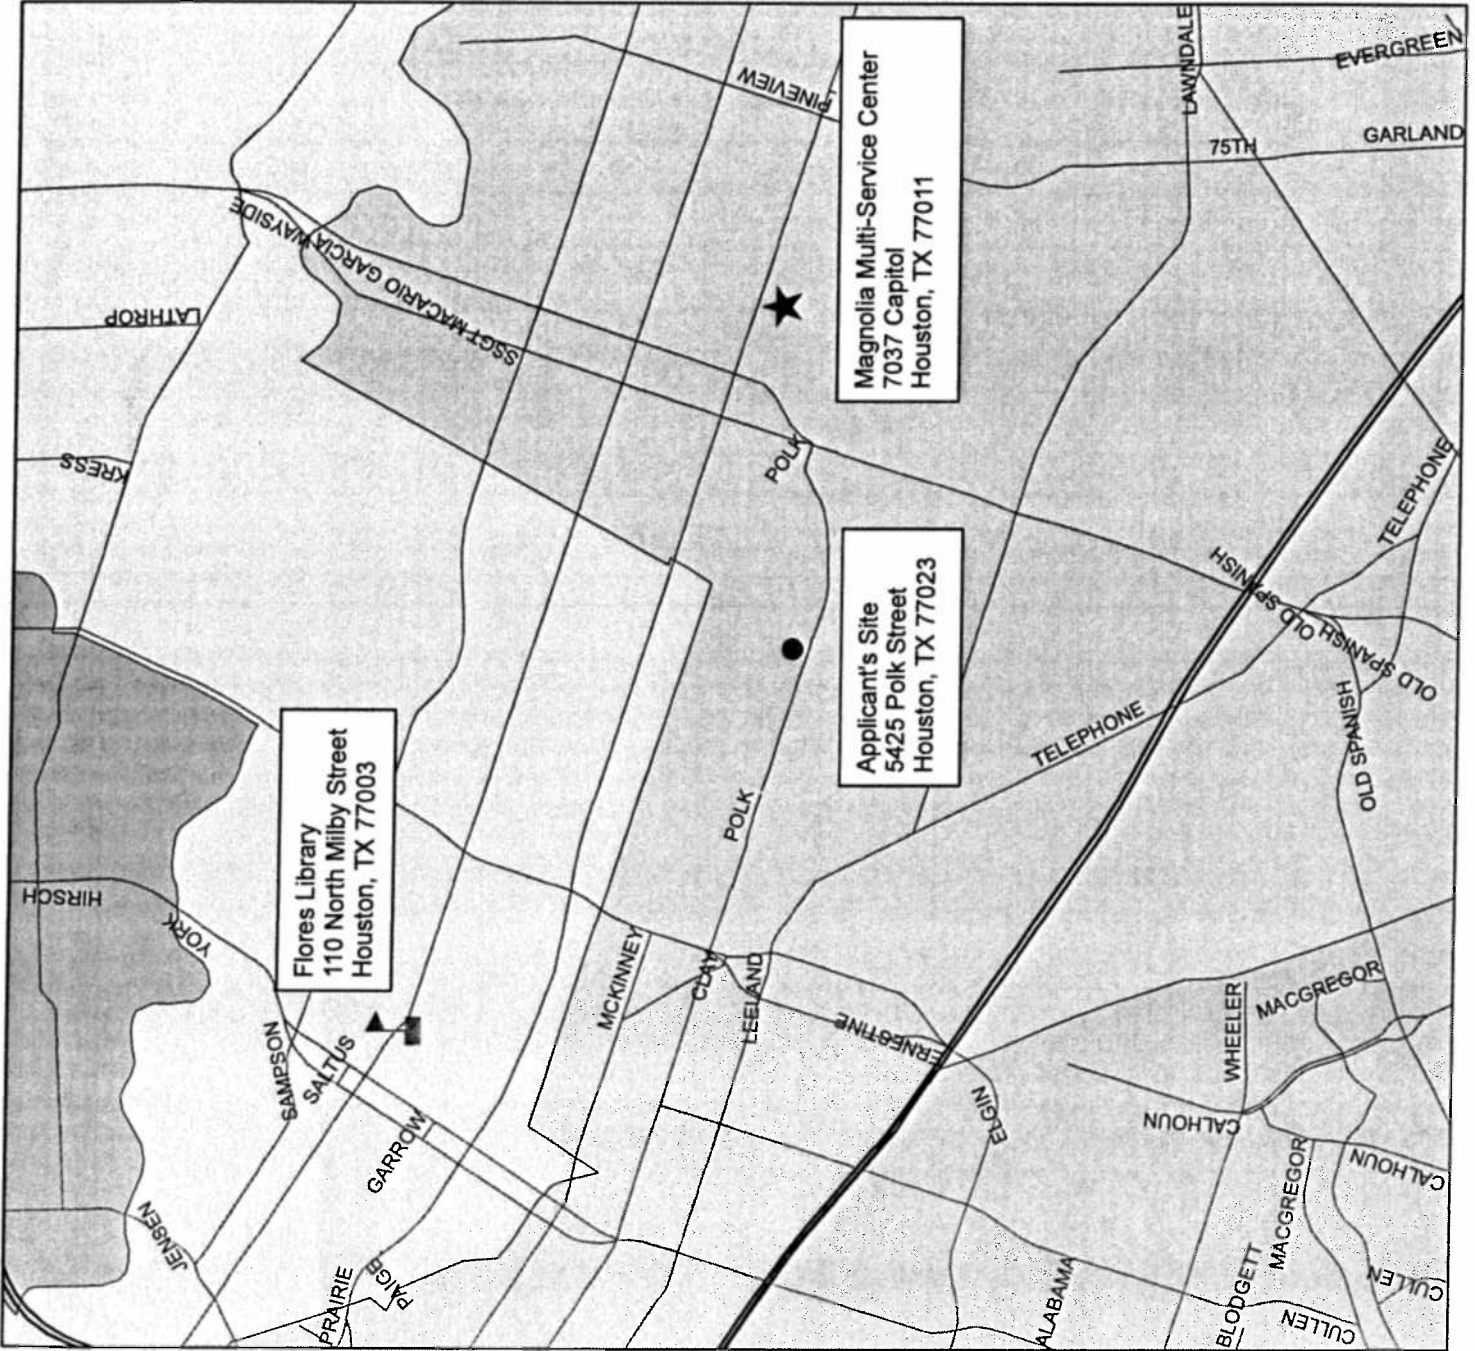 Flores Library
110 North Milby Street
Houston, TX 77003
Applicant's Site
5425 Polk Street
Houston, TX 77023
Magnolia Multi-Service Center
7037 Capitol
Houston, TX 77011
JENSEN
HIRSCH
YORK
KRESS
LATHROP
SSGT MACARIO GARCIA WAYSIDE
PINEVIEW
SAMPSON
SALTUS
GARROW
PRAIRIE
PAIGE
MCKINNEY
CLAY
LEELAND
POLK
POLK
ERNESTINE
ELGIN
TELEPHONE
TELEPHONE
OLD SPANISH
OLD SPANISH
OLD SPANISH
LAWNDALE
75TH
EVERGREEN
GARLAND
ALABAMA
BLODGETT
CULLEN
CULLEN
CALHOUN
CALHOUN
WHEELER
MACGREGOR
MACGREGOR